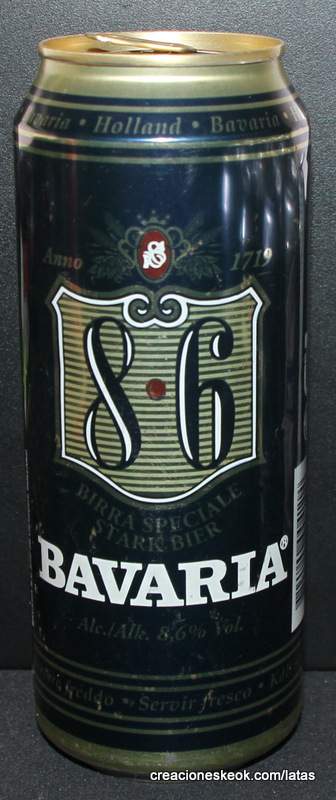 • Holland • Bavaria •
S
Anno 1719
8.6
BIRRA SPECIALE
STARK BIER
BAVARIA®
Alc./Alk. 8,6% Vol.
freddo • Servir fresco •
creacioneskeok.com/latas